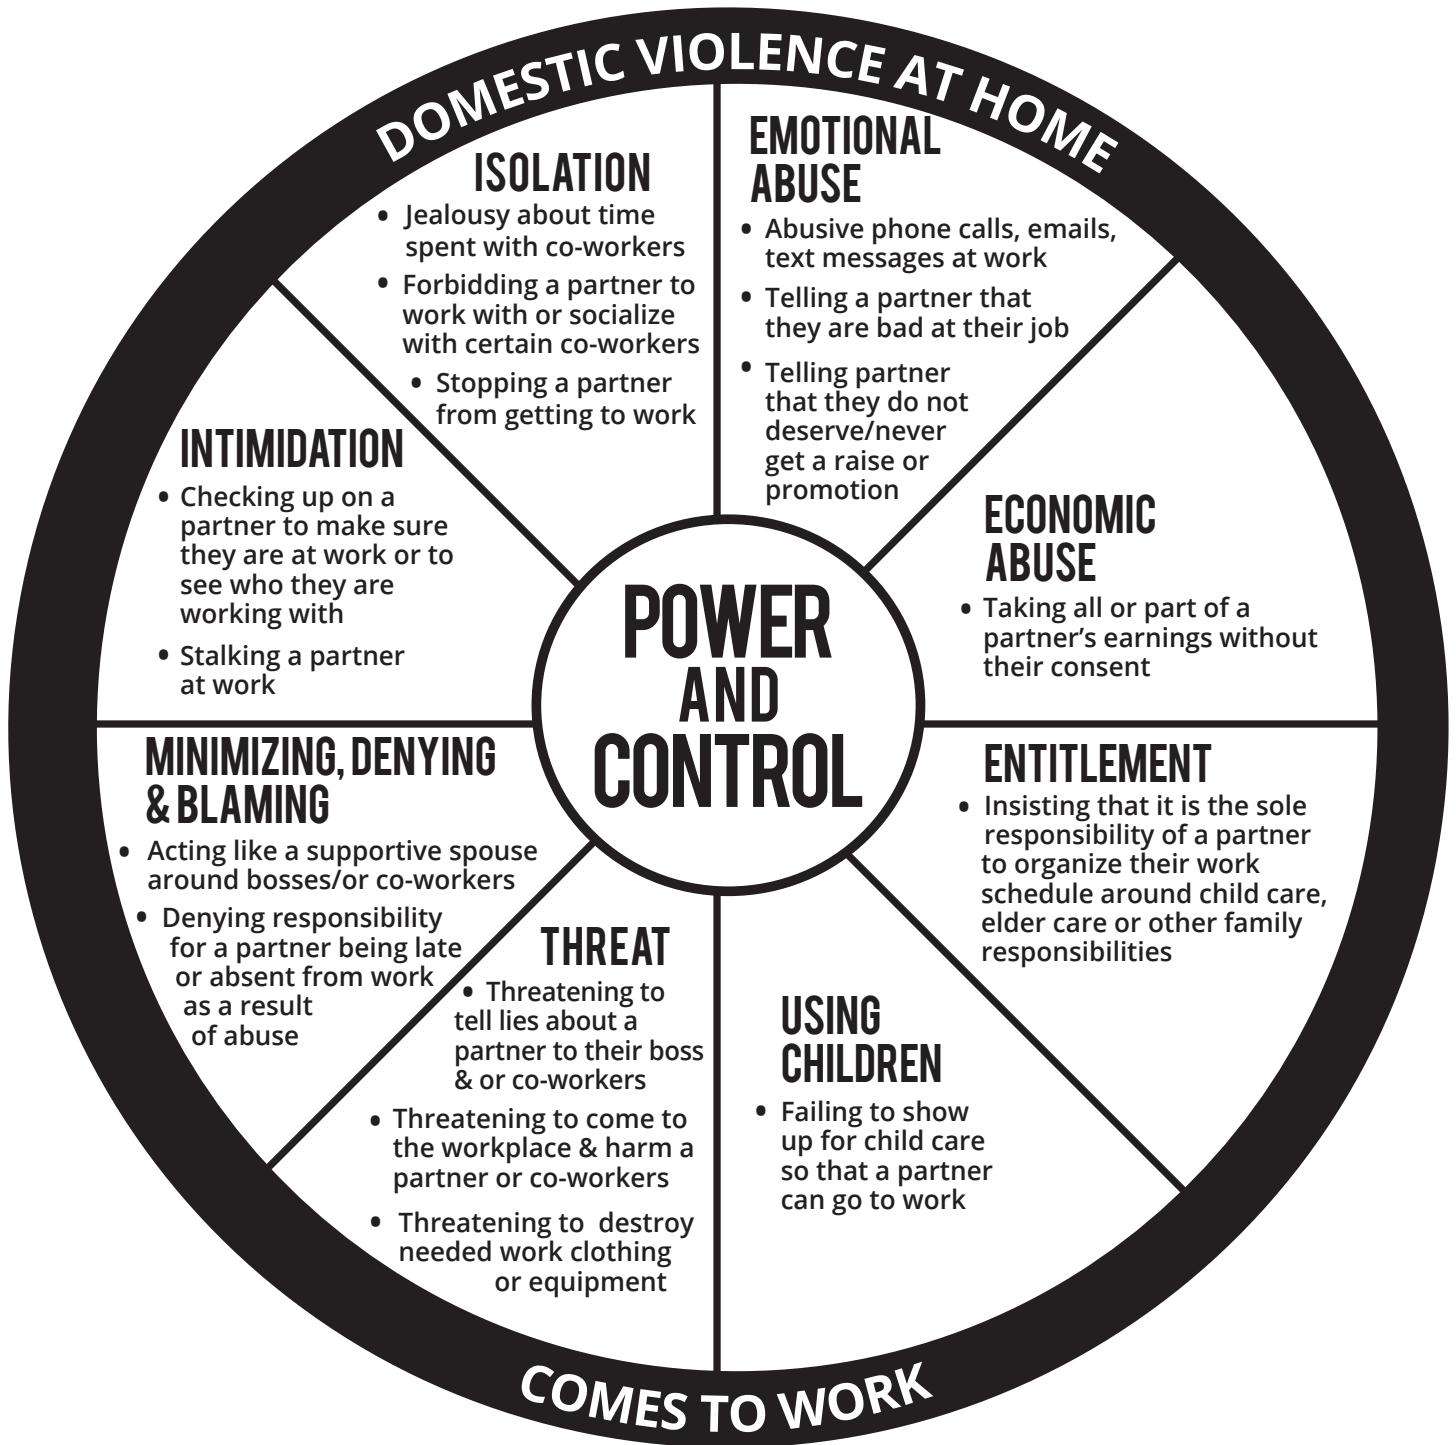 DOMESTIC VIOLENCE AT HOME
EMOTIONAL
ABUSE
• Abusive phone calls, emails,
text messages at work
• Telling a partner that
they are bad at their job
• Telling partner
that they do not
deserve/never
get a raise or
promotion
ECONOMIC
ABUSE
• Taking all or part of a
partner’s earnings without
their consent
ENTITLEMENT
• Insisting that it is the sole
responsibility of a partner
to organize their work
schedule around child care,
elder care or other family
responsibilities
USING
CHILDREN
• Failing to show
up for child care
so that a partner
can go to work
THREAT
• Threatening to
tell lies about a
partner to their boss
& or co-workers
• Threatening to come to
the workplace & harm a
partner or co-workers
• Threatening to destroy
needed work clothing
or equipment
MINIMIZING, DENYING
& BLAMING
• Acting like a supportive spouse
around bosses/or co-workers
• Denying responsibility
for a partner being late
or absent from work
as a result
of abuse
INTIMIDATION
• Checking up on a
partner to make sure
they are at work or to
see who they are
working with
• Stalking a partner
at work
ISOLATION
• Jealousy about time
spent with co-workers
• Forbidding a partner to
work with or socialize
with certain co-workers
• Stopping a partner
from getting to work
POWER
AND
CONTROL
COMES TO WORK